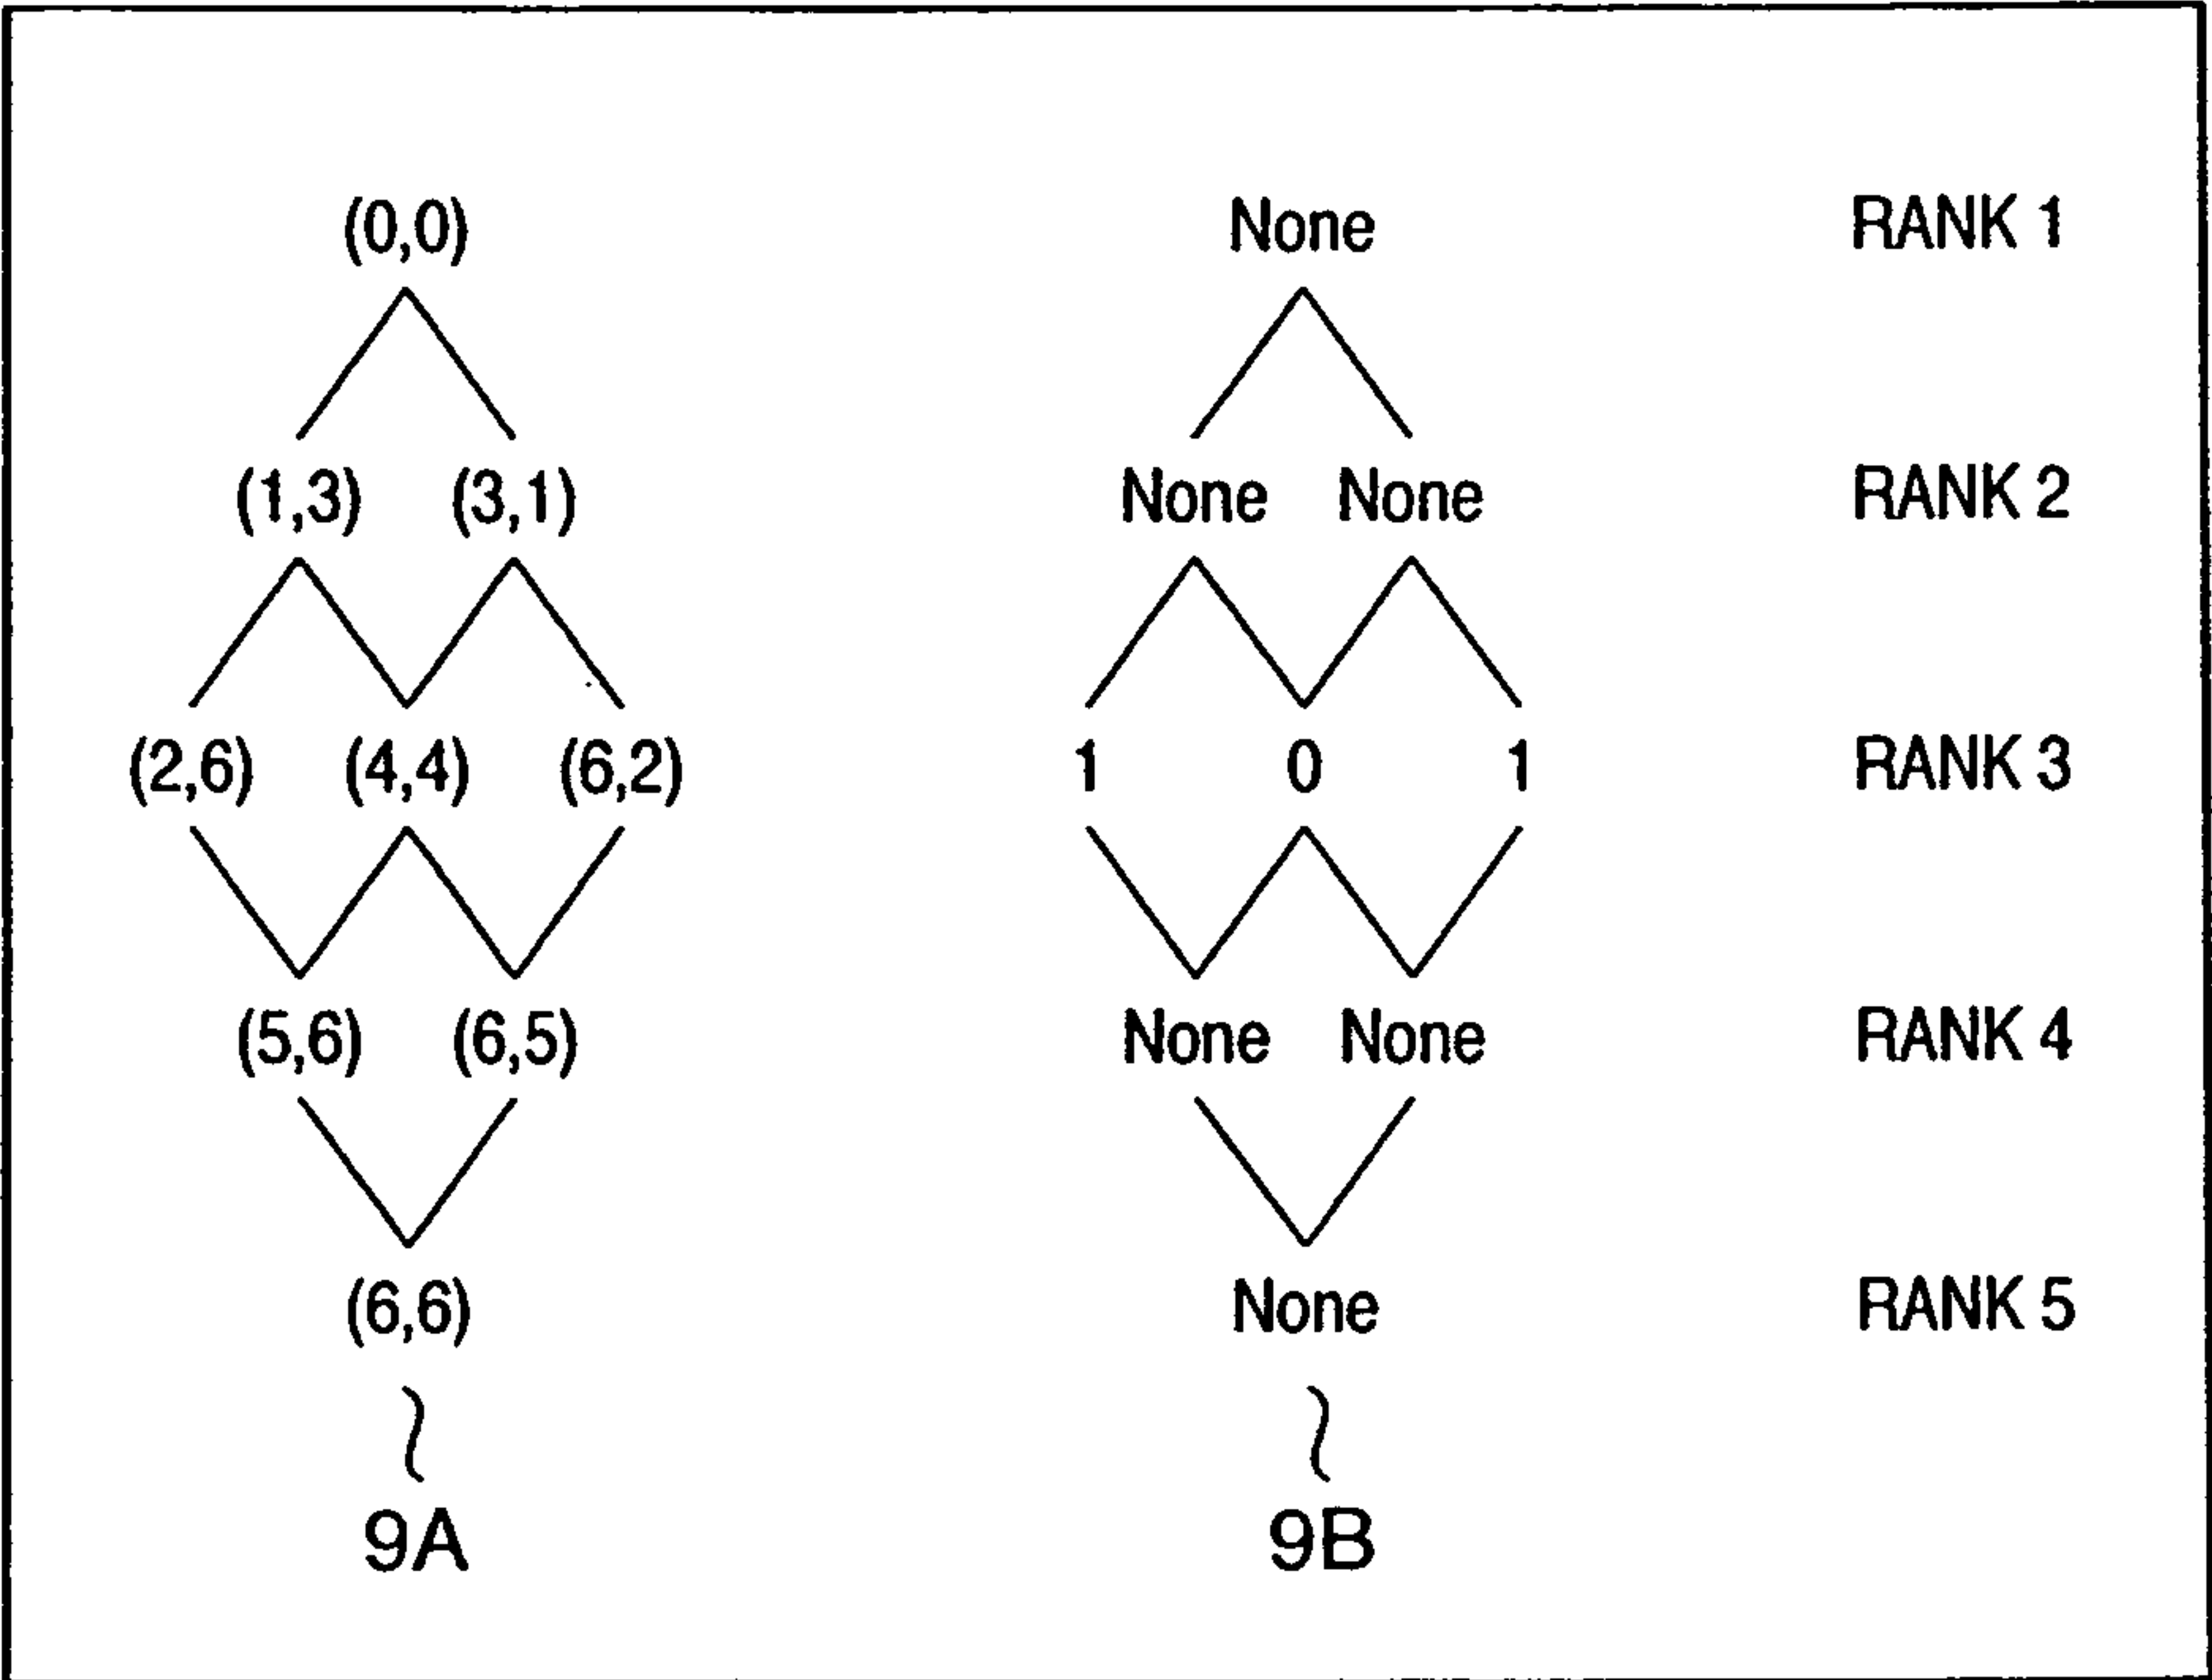 (0,0) None RANK 1
(1,3) (3,1) None None RANK 2
(2,6) (4,4) (6,2) 1 0 1 RANK 3
(5,6) (6,5) None None RANK 4
(6,6) None RANK 5
9A 9B